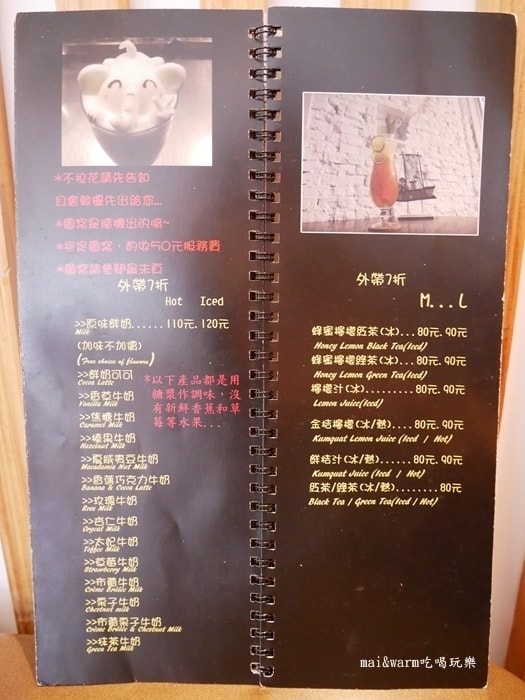 *不拉花請先告知
且會較慢先出的您...
*圖案是隨機出的唷~
*指定圖案，酌收50元服務費
*圖案請參照最末頁
外帶7折
Hot Iced
>>原味鮮奶......110元.120元
Milk
(加味不加價)
(Free choice of flavors)
>>鮮奶可可
Cocoa Latte
*以下產品都是用
糖漿作調味，沒
有新鮮香蕉和草
莓等水果...
>>香草牛奶
Vanilla Milk
>>焦糖牛奶
Caramel Milk
>>榛果牛奶
Hazelnut Milk
>>夏威夷豆牛奶
Macadamia Nut Milk
>>香蕉巧克力牛奶
Banana & Cocoa Latte
>>玫瑰牛奶
Rose Milk
>>杏仁牛奶
Orgeat Milk
>>太妃牛奶
Toffee Milk
>>草莓牛奶
Strawberry Milk
>>布蕾牛奶
Crème Brûlée Milk
>>栗子牛奶
Chestnut milk
>>布蕾栗子牛奶
Crème Brûlée & Chestnut Milk
>>抹茶牛奶
Green Tea Milk
外帶7折
M...L
蜂蜜檸檬紅茶(冰)...80元.90元
Honey Lemon Black Tea(Iced)
蜂蜜檸檬綠茶(冰)...80元.90元
Honey Lemon Green Tea(Iced)
檸檬汁(冰).........80元.90元
Lemon Juice(Iced)
金桔檸檬(冰/熱)....80元.90元
Kumquat Lemon Juice (Iced / Hot)
鮮桔汁(冰/熱)......80元.90元
Kumquat Juice (Iced / Hot)
紅茶/綠茶(冰/熱)........80元
Black Tea / Green Tea(Iced / Hot)
mai&warm吃喝玩樂